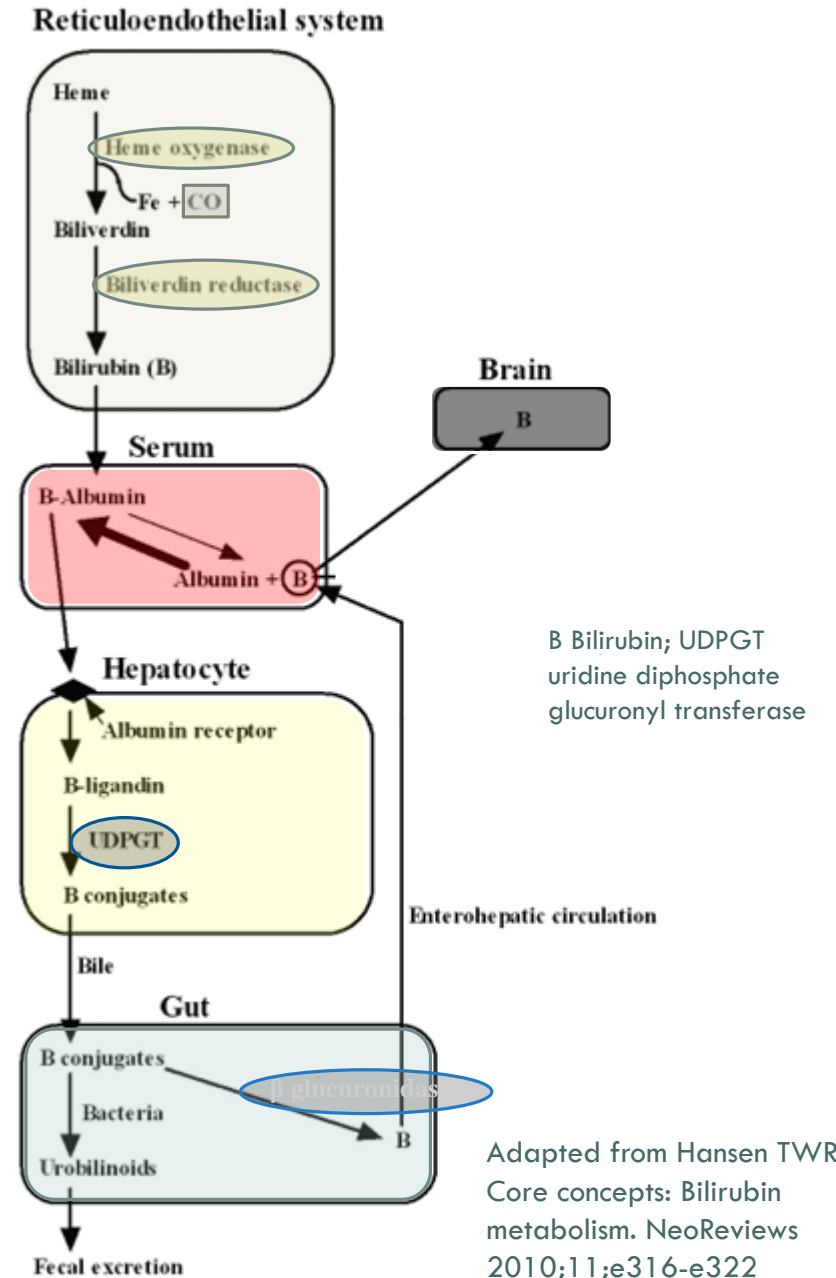 Reticuloendothelial system
Heme
Heme oxygenase
Fe + CO
Biliverdin
Biliverdin reductase
Bilirubin (B)
Brain
B
Serum
B-Albumin
Albumin + B
B Bilirubin; UDPGT
uridine diphosphate
glucuronyl transferase
Hepatocyte
Albumin receptor
B-ligandin
UDPGT
B conjugates
Enterohepatic circulation
Bile
Gut
B conjugates
β glucuronidas
Bacteria
B
Urobilinoids
Adapted from Hansen TWR
Core concepts: Bilirubin
metabolism. NeoReviews
2010;11;e316-e322
Fecal excretion